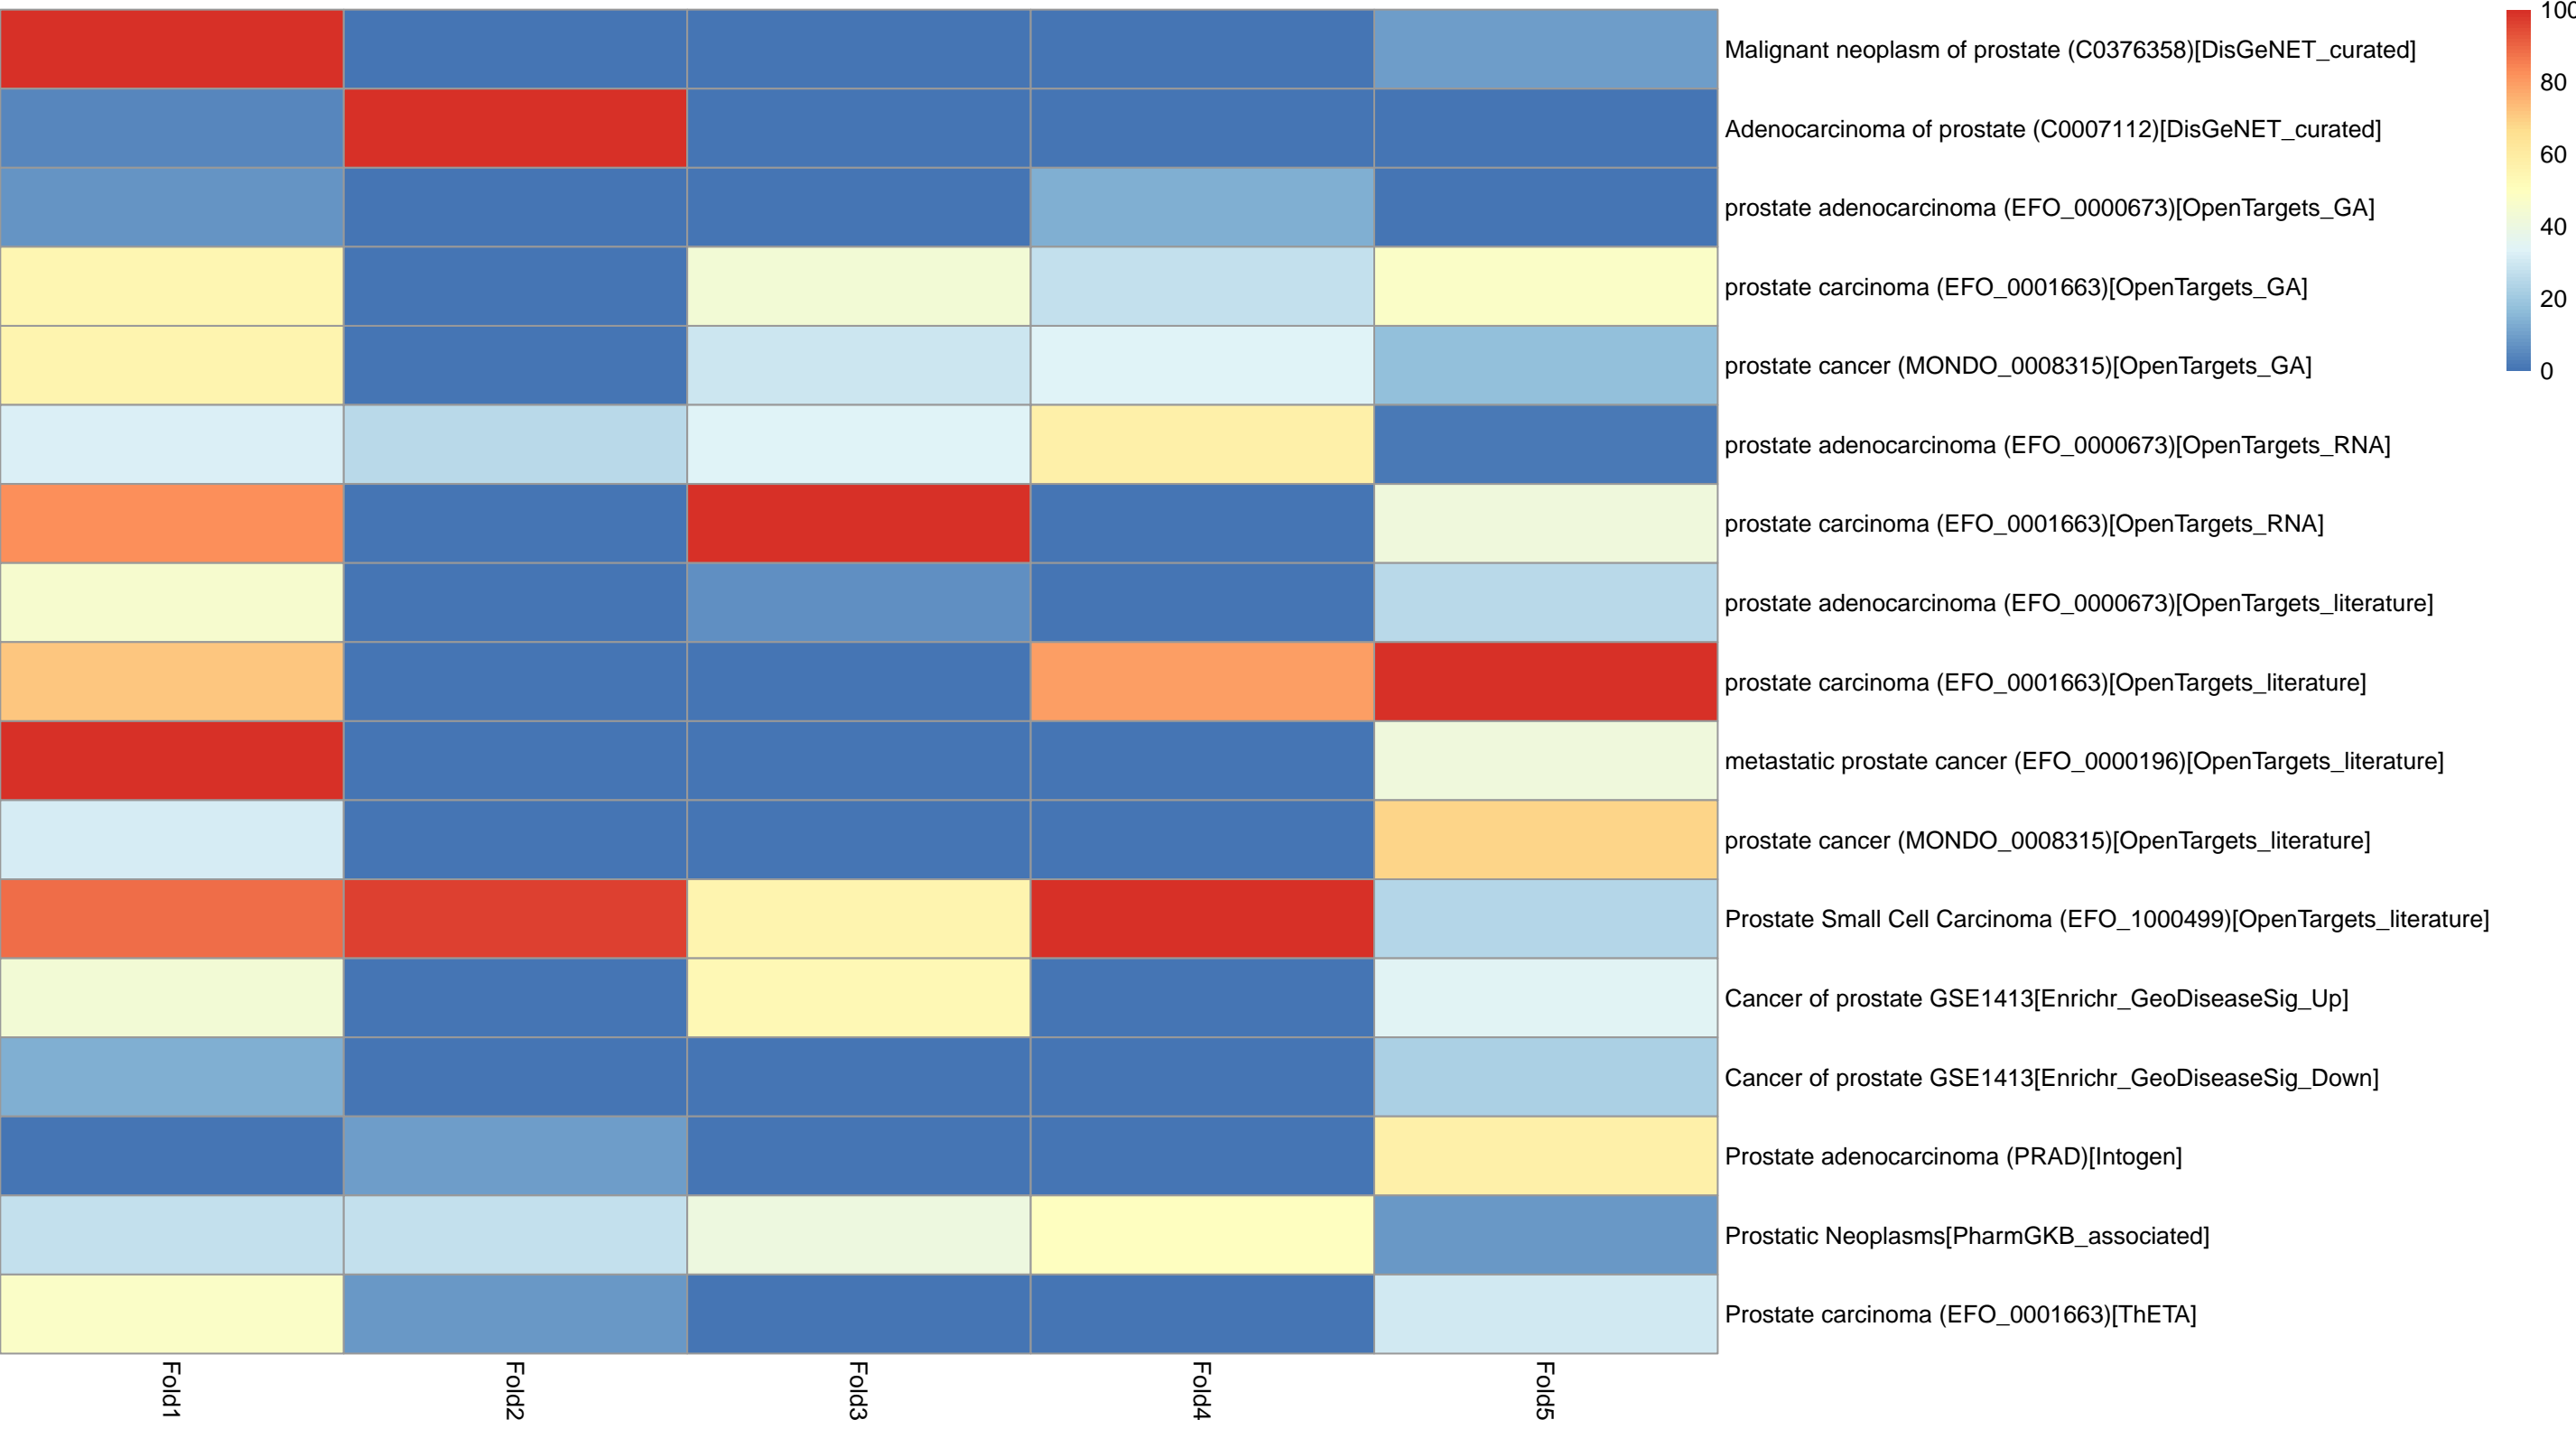 Malignant neoplasm of prostate (C0376358)[DisGeNET_curated]
Adenocarcinoma of prostate (C0007112)[DisGeNET_curated]
prostate adenocarcinoma (EFO_0000673)[OpenTargets_GA]
prostate carcinoma (EFO_0001663)[OpenTargets_GA]
prostate cancer (MONDO_0008315)[OpenTargets_GA]
prostate adenocarcinoma (EFO_0000673)[OpenTargets_RNA]
prostate carcinoma (EFO_0001663)[OpenTargets_RNA]
prostate adenocarcinoma (EFO_0000673)[OpenTargets_literature]
prostate carcinoma (EFO_0001663)[OpenTargets_literature]
metastatic prostate cancer (EFO_0000196)[OpenTargets_literature]
prostate cancer (MONDO_0008315)[OpenTargets_literature]
Prostate Small Cell Carcinoma (EFO_1000499)[OpenTargets_literature]
Cancer of prostate GSE1413[Enrichr_GeoDiseaseSig_Up]
Cancer of prostate GSE1413[Enrichr_GeoDiseaseSig_Down]
Prostate adenocarcinoma (PRAD)[Intogen]
Prostatic Neoplasms[PharmGKB_associated]
Prostate carcinoma (EFO_0001663)[ThETA]
Fold1
Fold2
Fold3
Fold4
Fold5
100
80
60
40
20
0